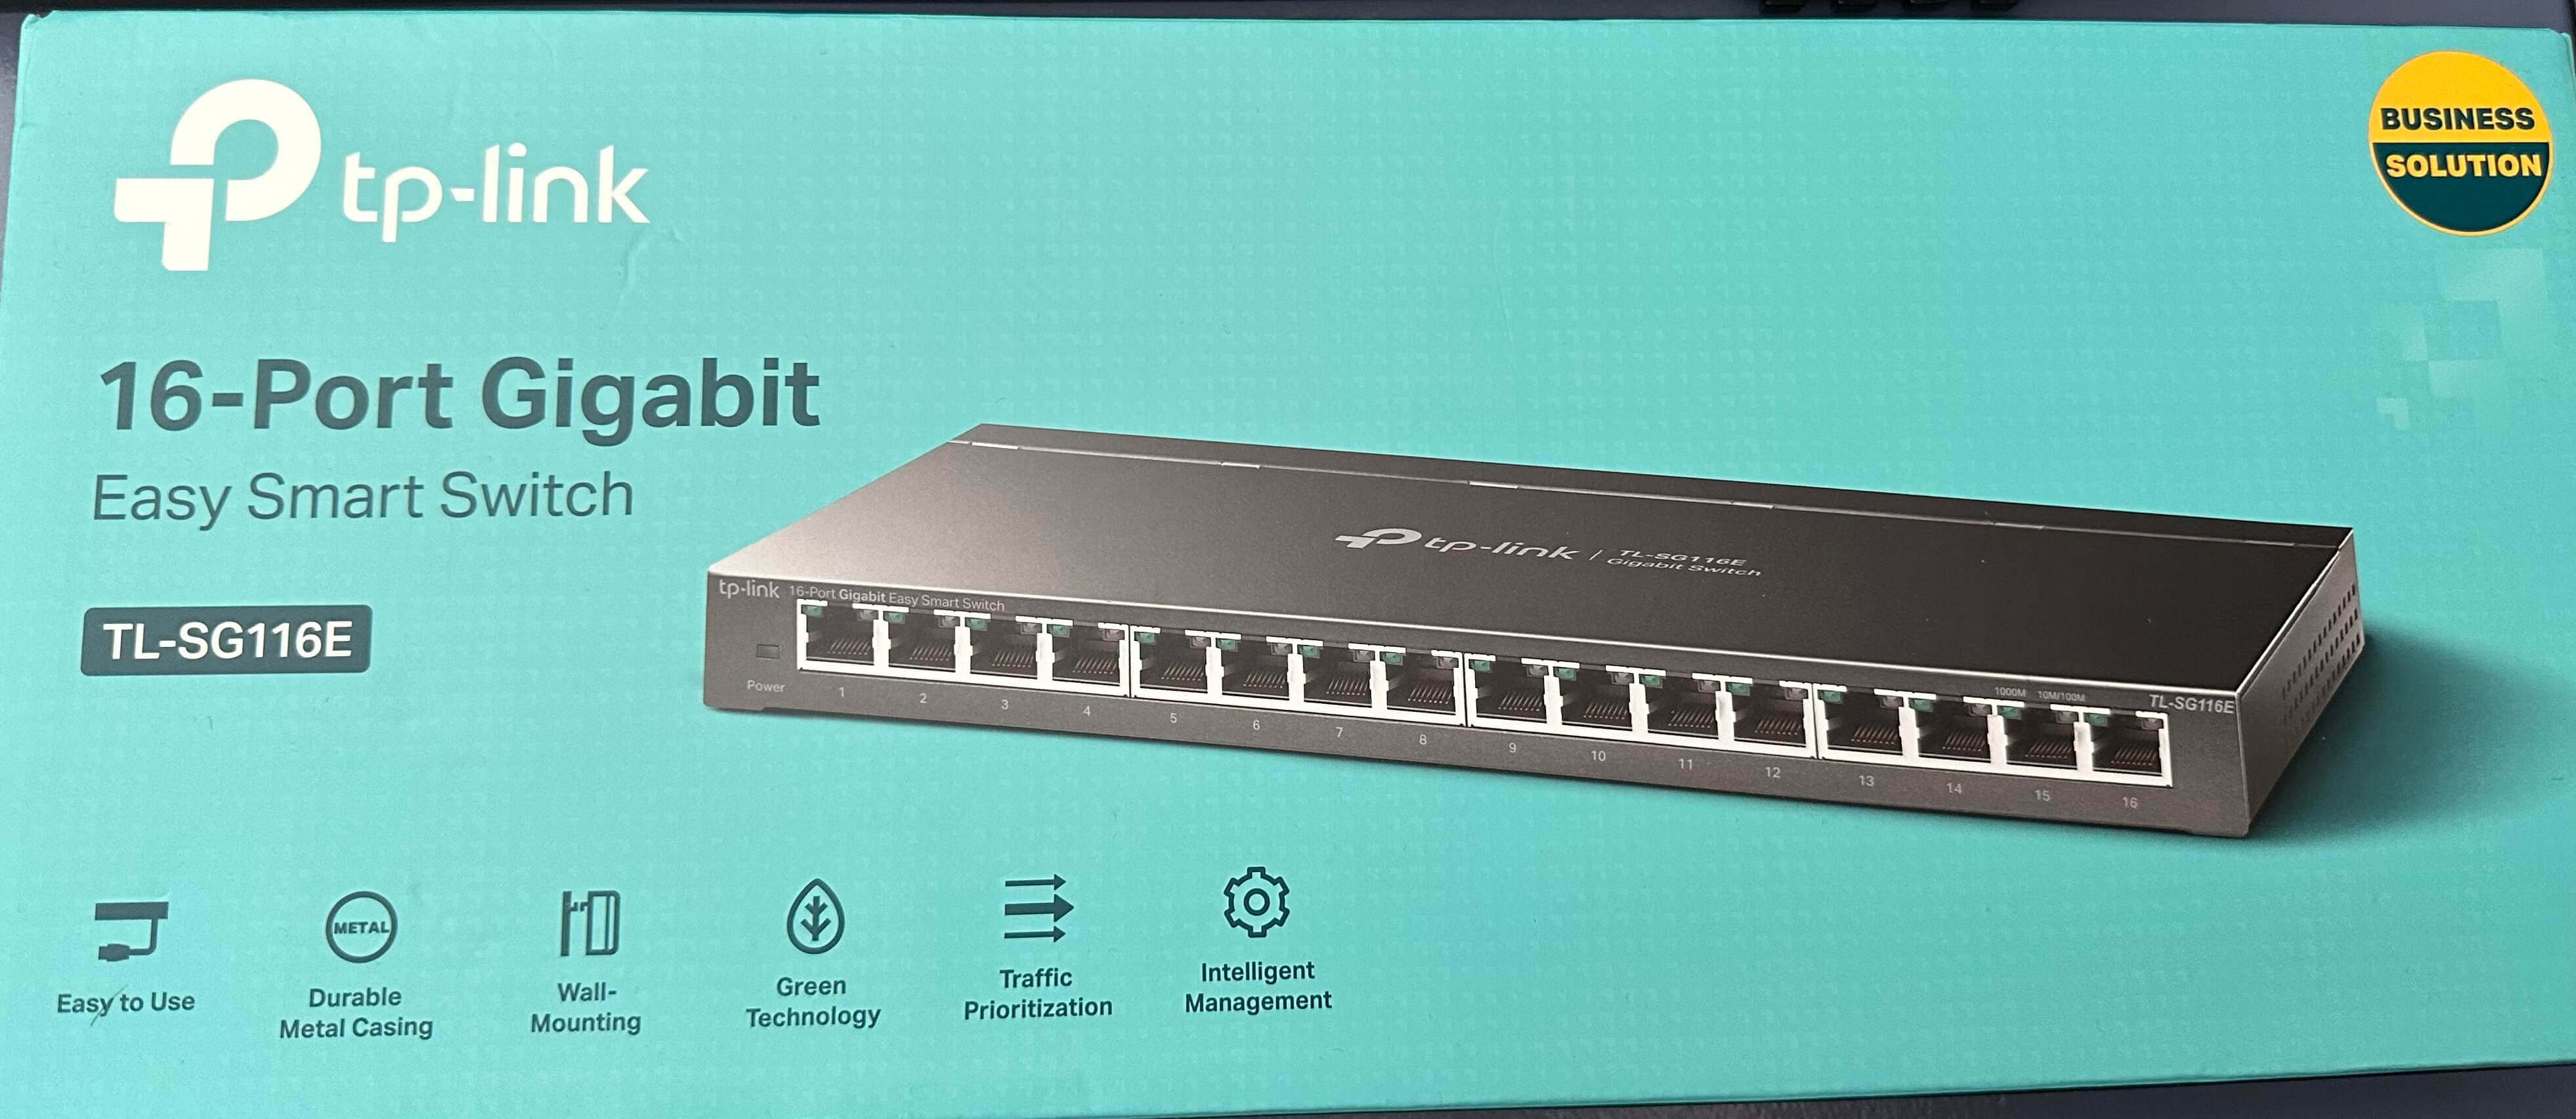 tp-link
BUSINESS
SOLUTION
16-Port Gigabit
Easy Smart Switch
TL-SG116E
tp-link | TL-SG116E
Gigabit Switch
tp-link 16-Port Gigabit Easy Smart Switch
1000M 10M/100M TL-SG116E
Power 1 2 3 4 5 6 7 8 9 10 11 12 13 14 15 16
METAL
Easy to Use
Durable
Metal Casing
Wall-
Mounting
Green
Technology
Traffic
Prioritization
Intelligent
Management